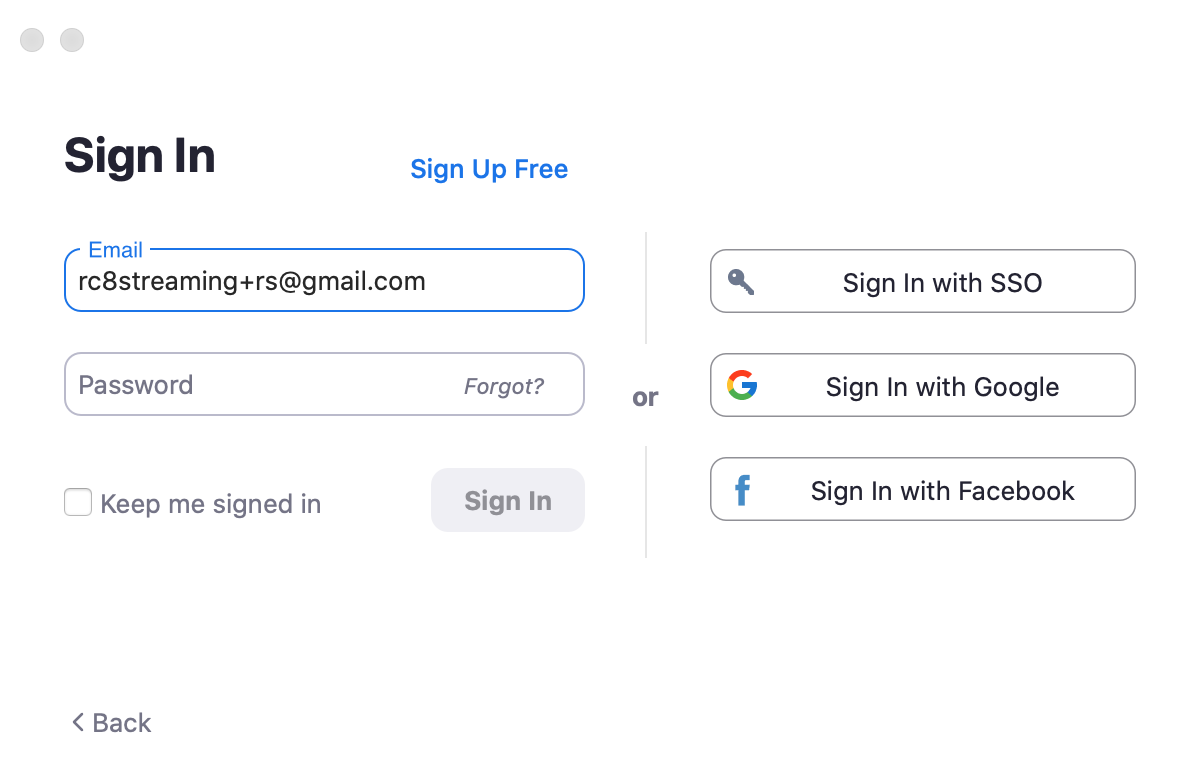 Sign In
Sign Up Free
Email
rc8streaming+rs@gmail.com
Password
Forgot?
Keep me signed in
Sign In
or
Sign In with SSO
Sign In with Google
Sign In with Facebook
Back